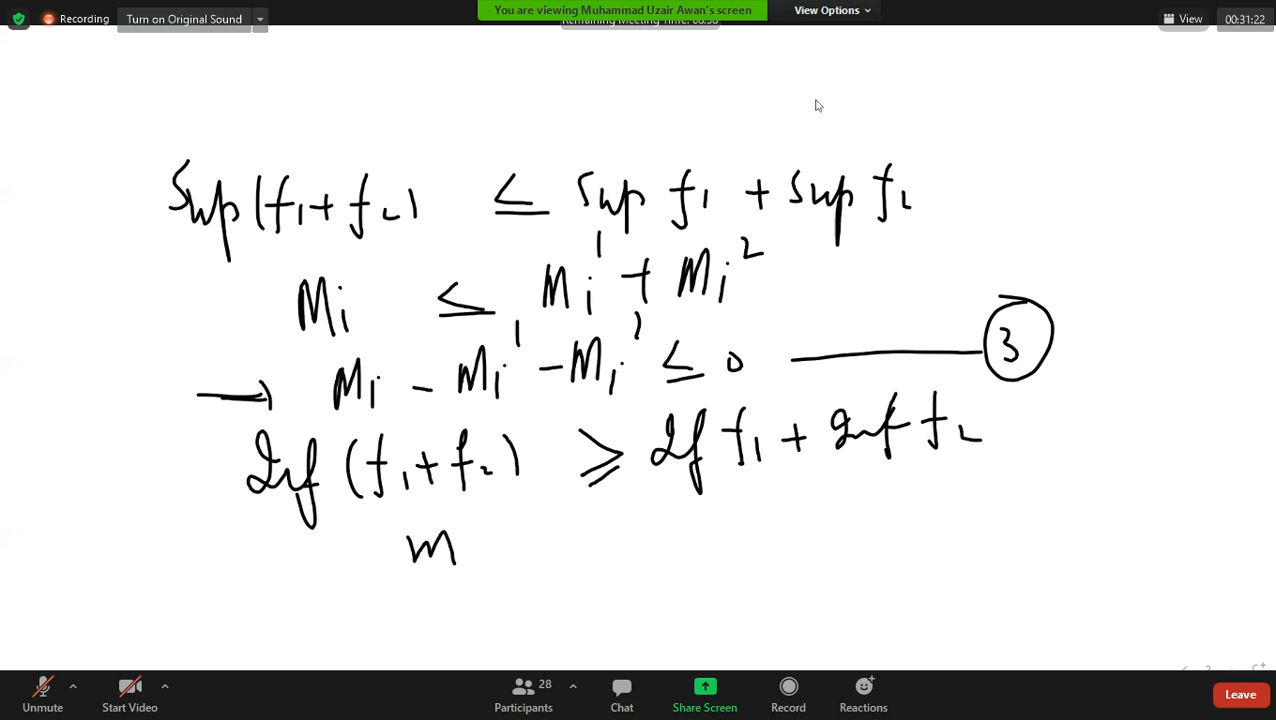 Recording
Turn on Original Sound
You are viewing Muhammad Uzair Awan's screen
View Options
View
00:31:22
Sup(f₁+f₂) ≤ Sup f₁ + Sup f₂
Mi ≤ Mi¹ + Mi²
→ Mi - Mi¹ - Mi² ≤ 0 — 3
Inf (f₁+f₂) ≥ If f₁ + Inf f₂
m
Unmute
Start Video
28
Participants
Chat
Share Screen
Record
Reactions
Leave